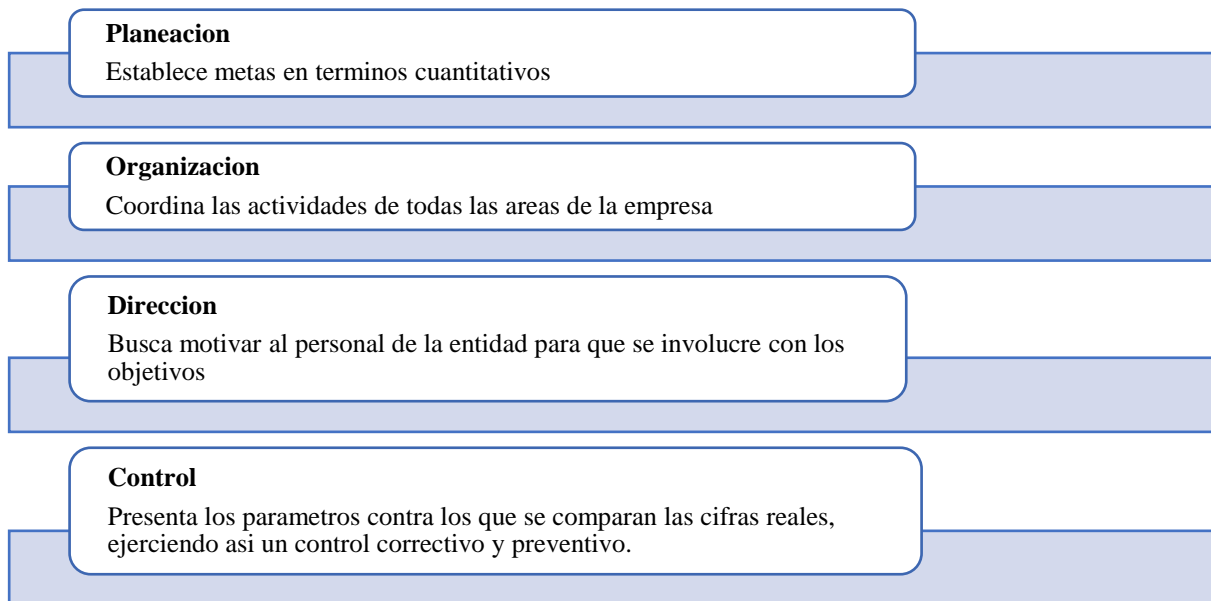 Planeacion
Establece metas en terminos cuantitativos
Organizacion
Coordina las actividades de todas las areas de la empresa
Direccion
Busca motivar al personal de la entidad para que se involucre con los
objetivos
Control
Presenta los parametros contra los que se comparan las cifras reales,
ejerciendo asi un control correctivo y preventivo.